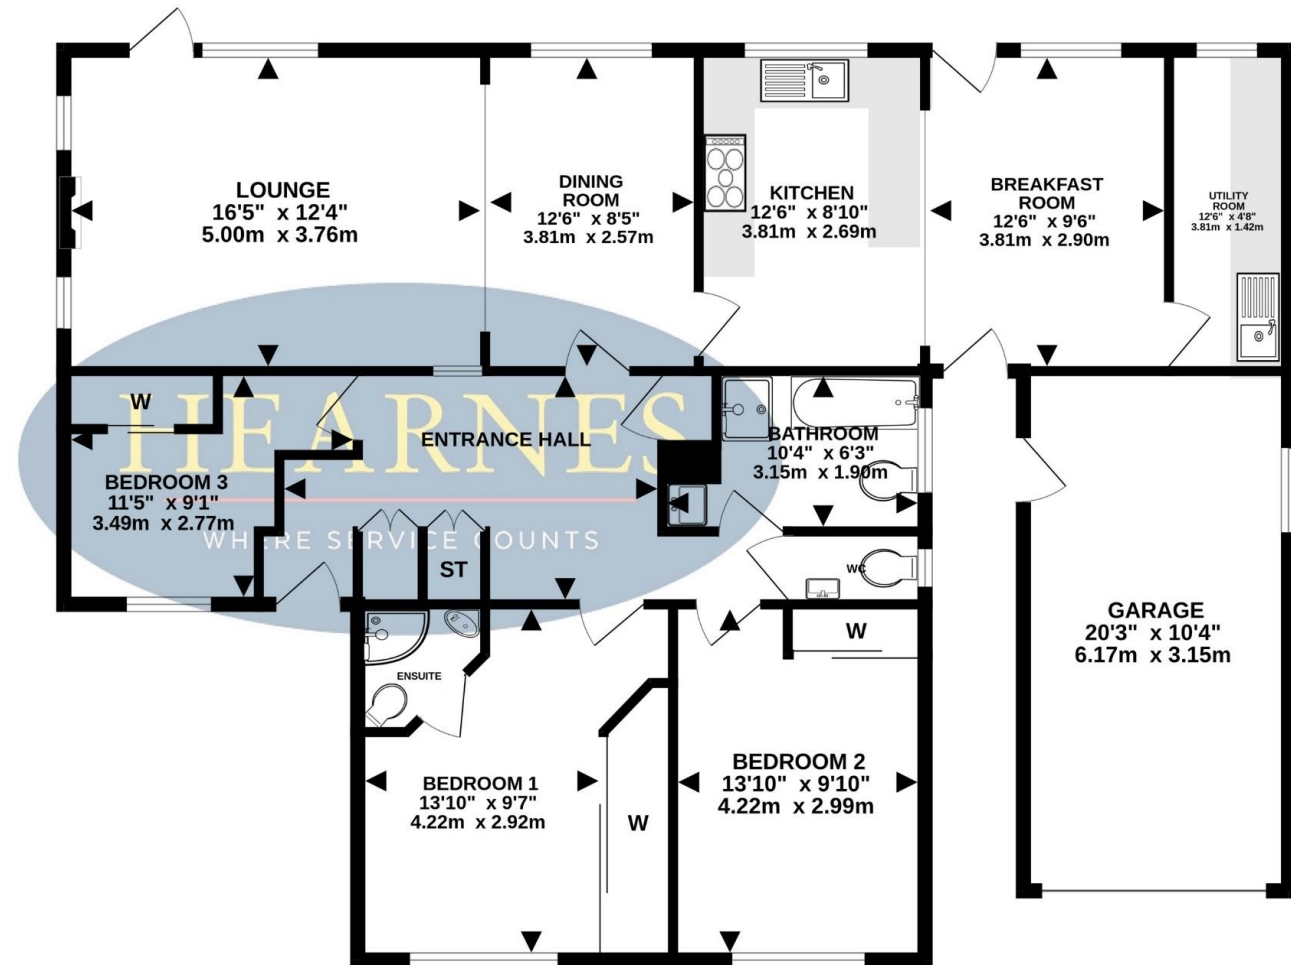 LOUNGE
16'5" x 12'4"
5.00m x 3.76m
DINING
ROOM
12'6" x 8'5"
3.81m x 2.57m
KITCHEN
12'6" x 8'10"
3.81m x 2.69m
BREAKFAST
ROOM
12'6" x 9'6"
3.81m x 2.90m
UTILITY
ROOM
12'6" x 4'8"
3.81m x 1.42m
W
HEARNES
ENTRANCE HALL
BATHROOM
10'4" x 6'3"
3.15m x 1.90m
BEDROOM 3
11'5" x 9'1"
3.49m x 2.77m
WHERE SERVICE COUNTS
ST
WC
GARAGE
20'3" x 10'4"
6.17m x 3.15m
W
ENSUITE
BEDROOM 1
13'10" x 9'7"
4.22m x 2.92m
W
BEDROOM 2
13'10" x 9'10"
4.22m x 2.99m